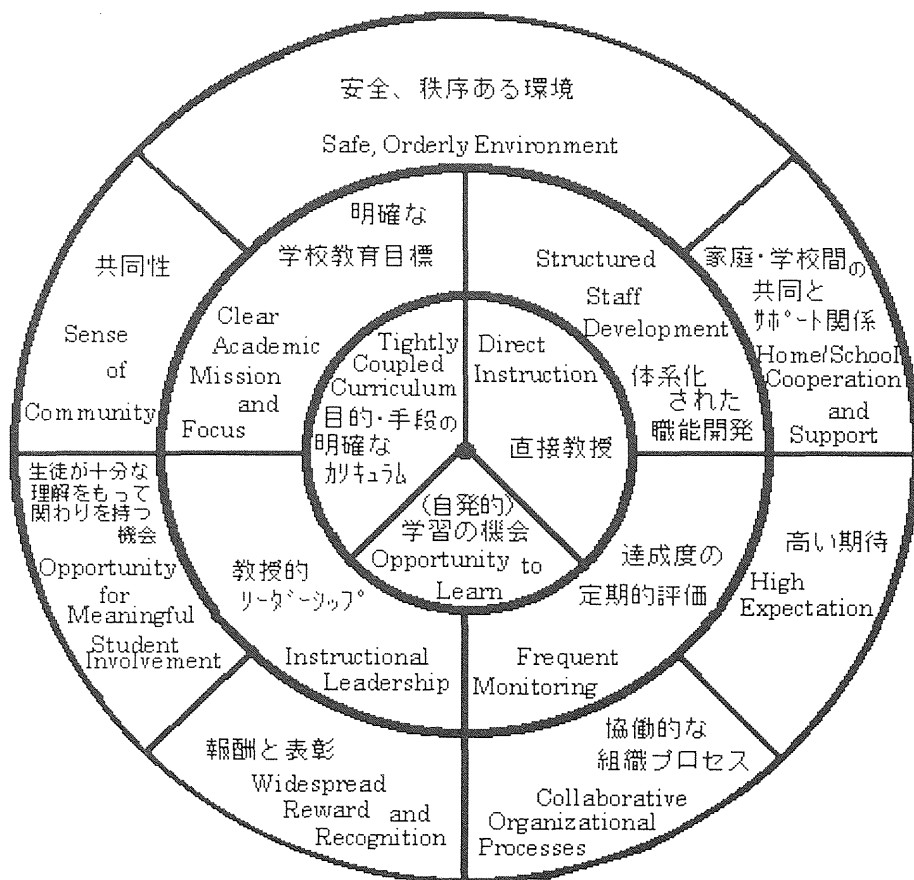 安全、秩序ある環境
Safe, Orderly Environment
共同性
Sense
of
Community
家庭・学校間の
共同と
ｻﾎﾟｰﾄ関係
Home/School
Cooperation
and
Support
明確な
学校教育目標
Clear
Academic
Mission
and
Focus
Structured
Staff
Development
体系化
された
職能開発
Tightly
Coupled
Curriculum
目的・手段の
明確な
ｶﾘｷｭﾗﾑ
Direct
Instruction
直接教授
(自発的)
学習の機会
Opportunity to
Learn
生徒が十分な
理解をもって
関わりを持つ
機会
Opportunity
for
Meaningful
Student
Involvement
教授的
ﾘｰﾀﾞｰｼｯﾌﾟ
Instructional
Leadership
達成度の
定期的評価
Frequent
Monitoring
高い期待
High
Expectation
報酬と表彰
Widespread
Reward and
Recognition
協働的な
組織プロセス
Collaborative
Organizational
Processes